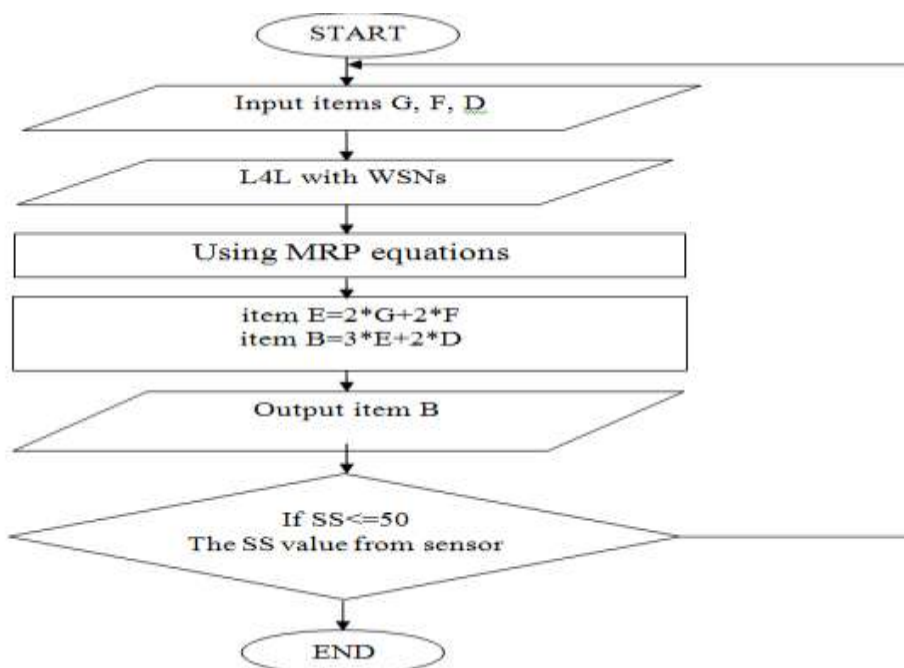 START
Input items G, F, D
L4L with WSNs
Using MRP equations
item E=2*G+2*F
item B=3*E+2*D
Output item B
If SS<=50
The SS value from sensor
END